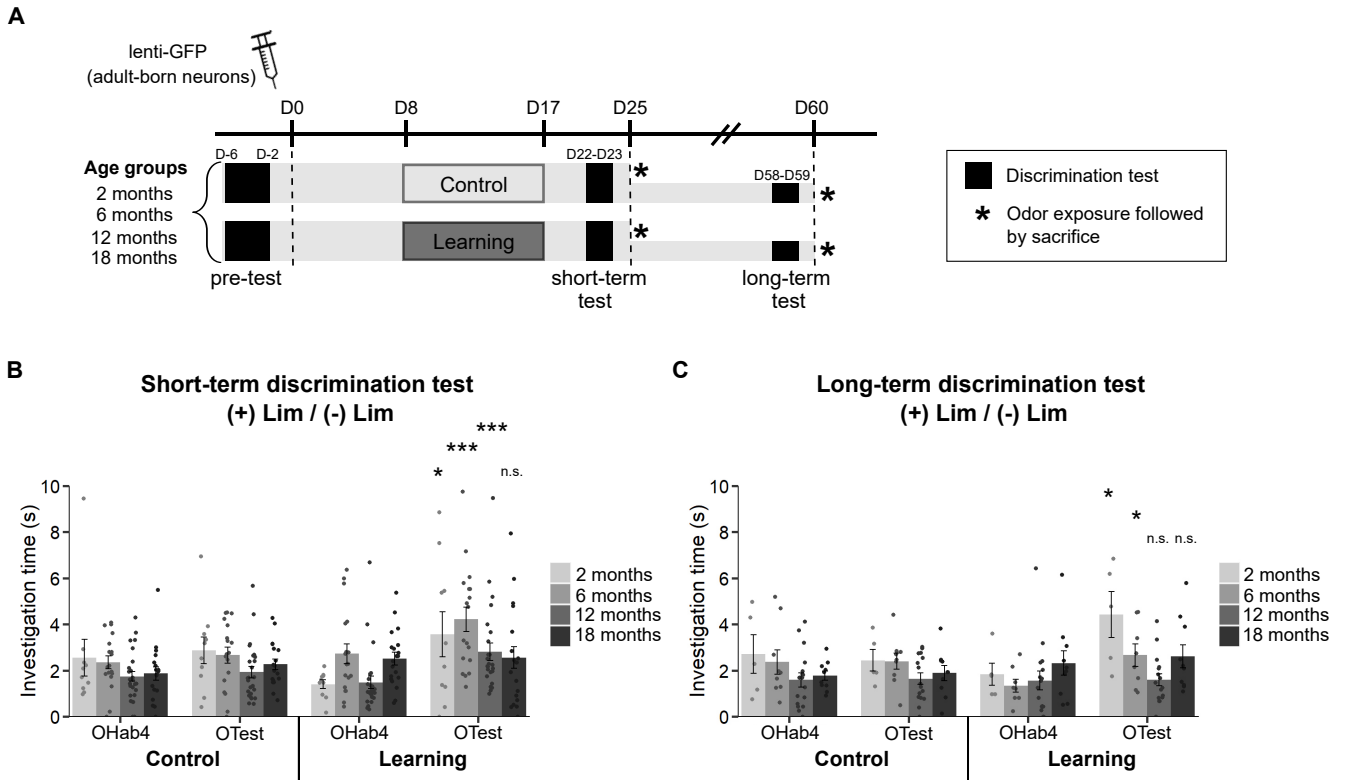 A
lenti-GFP
(adult-born neurons)
D0 D8 D17 D25 D60
D-6 D-2 D22-D23 D58-D59
Age groups
2 months
6 months
12 months
18 months
Control
Learning
* * * *
pre-test
short-term
test
long-term
test
Discrimination test
* Odor exposure followed
by sacrifice
B
Short-term discrimination test
(+) Lim / (-) Lim
* *** *** n.s.
Investigation time (s)
10
8
6
4
2
0
OHab4 OTest OHab4 OTest
Control Learning
2 months
6 months
12 months
18 months
C
Long-term discrimination test
(+) Lim / (-) Lim
* * n.s. n.s.
Investigation time (s)
10
8
6
4
2
0
OHab4 OTest OHab4 OTest
Control Learning
2 months
6 months
12 months
18 months